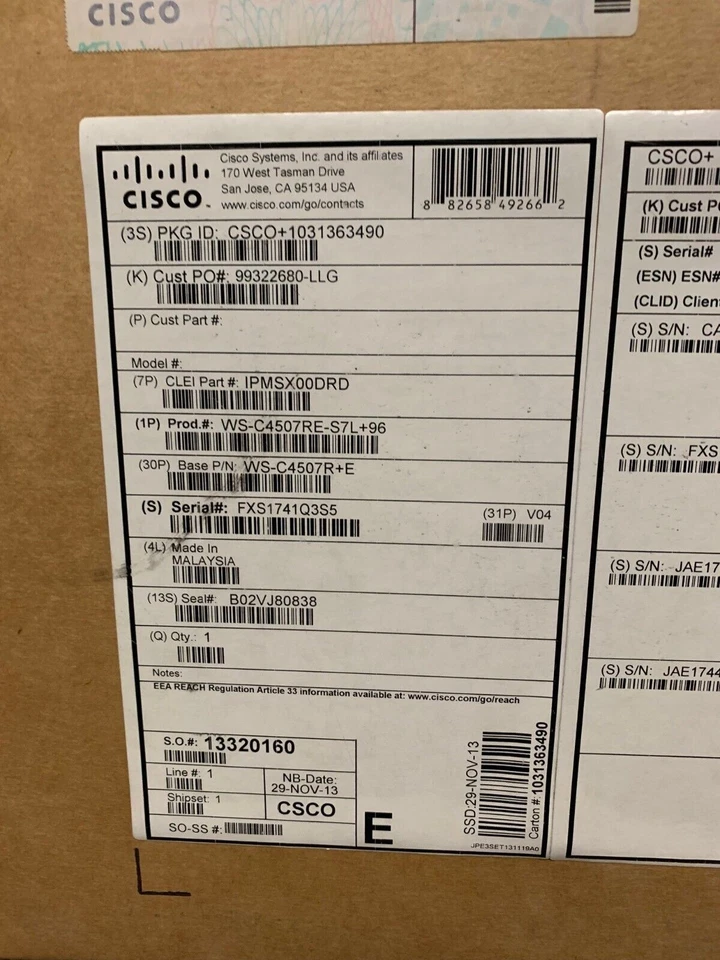 CISCO
CISCO
Cisco Systems, Inc. and its affiliates
170 West Tasman Drive
San Jose, CA 95134 USA
www.cisco.com/go/contacts
8 82658 49266 2
(3S) PKG ID: CSCO+1031363490
(K) Cust PO#: 99322680-LLG
(P) Cust Part #:
Model #:
(7P) CLEI Part #: IPMSX00DRD
(1P) Prod.#: WS-C4507RE-S7L+96
(30P) Base P/N: WS-C4507R+E
(S) Serial#: FXS1741Q3S5
(31P) V04
(4L) Made In
MALAYSIA
(13S) Seal#: B02VJ80838
(Q) Qty.: 1
Notes:
EEA REACH Regulation Article 33 information available at: www.cisco.com/go/reach
S.O.#: 13320160
Line #: 1
NB-Date:
29-NOV-13
Shipset: 1
CSCO
SO-SS #:
E
SSD:29-NOV-13
Carton #:1031363490
JPE3SET131119A0
CSCO+
(K) Cust P
(S) Serial#
(ESN) ESN#
(CLID) Clien
(S) S/N: CA
(S) S/N: FXS
(S) S/N: JAE17
(S) S/N: JAE1744